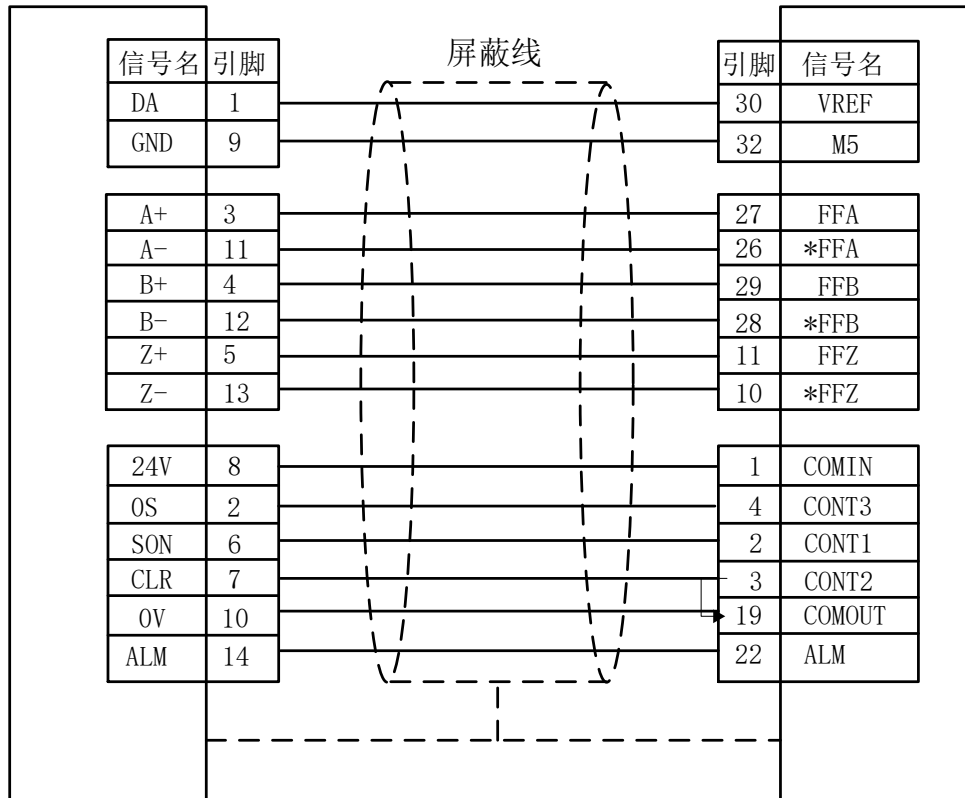 屏蔽线
信号名 引脚 引脚 信号名
DA 1 30 VREF
GND 9 32 M5
A+ 3 27 FFA
A- 11 26 *FFA
B+ 4 29 FFB
B- 12 28 *FFB
Z+ 5 11 FFZ
Z- 13 10 *FFZ
24V 8 1 COMIN
OS 2 4 CONT3
SON 6 2 CONT1
CLR 7 3 CONT2
0V 10 19 COMOUT
ALM 14 22 ALM